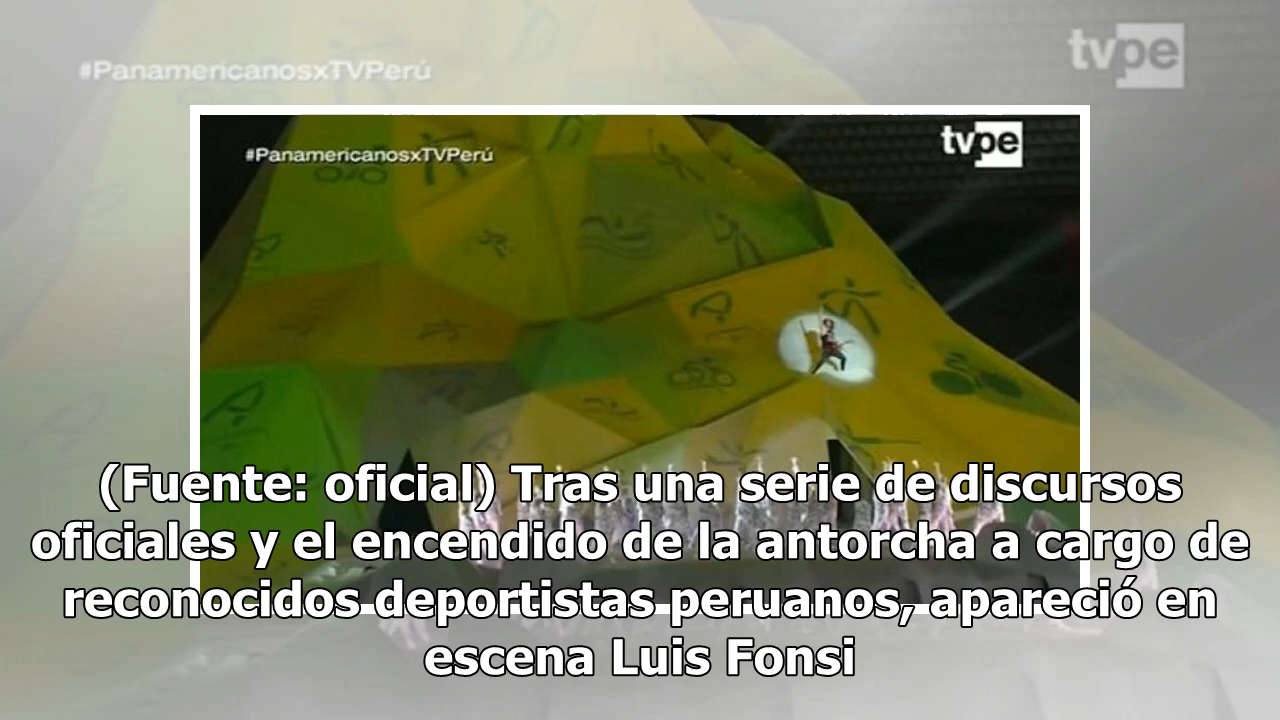 #PanamericanosxTVPerú
tvpe
#PanamericanosxTVPerú
tvpe
(Fuente: oficial) Tras una serie de discursos
oficiales y el encendido de la antorcha a cargo de
reconocidos deportistas peruanos, apareció en
escena Luis Fonsi